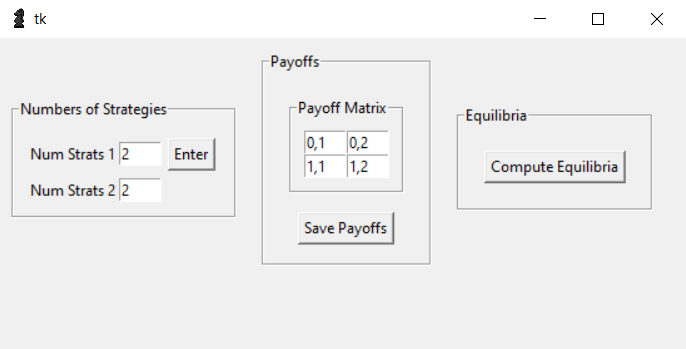 tk
Numbers of Strategies
Num Strats 1 2 Enter
Num Strats 2 2
Payoffs
Payoff Matrix
0,1 0,2
1,1 1,2
Save Payoffs
Equilibria
Compute Equilibria